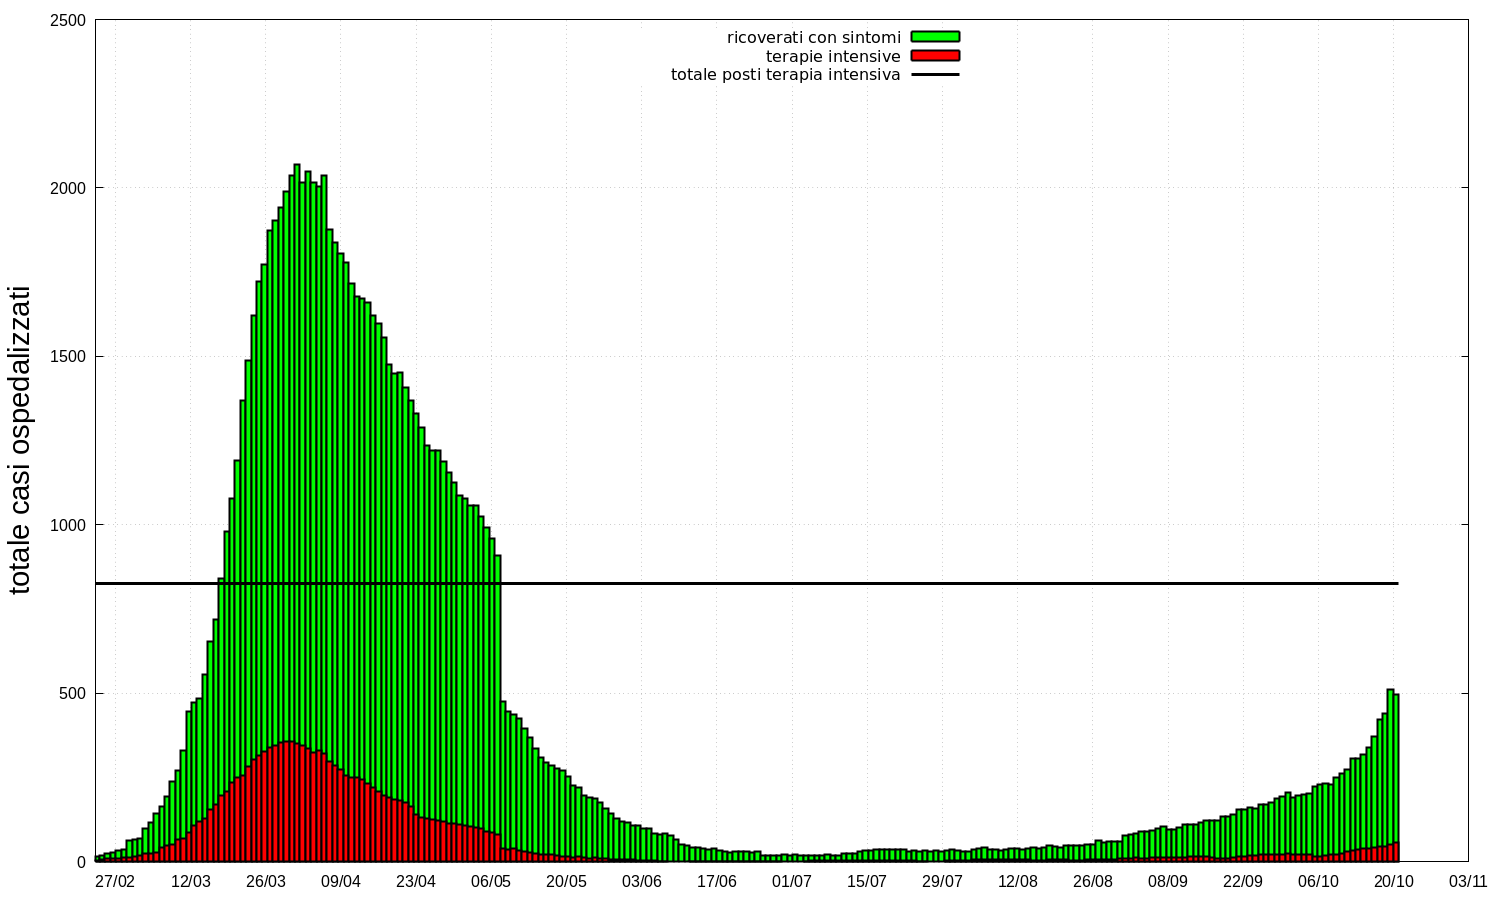 totale casi ospedalizzati
2500
2000
1500
1000
500
0
ricoverati con sintomi
terapie intensive
totale posti terapia intensiva
27/02 12/03 26/03 09/04 23/04 06/05 20/05 03/06 17/06 01/07 15/07 29/07 12/08 26/08 08/09 22/09 06/10 20/10 03/11